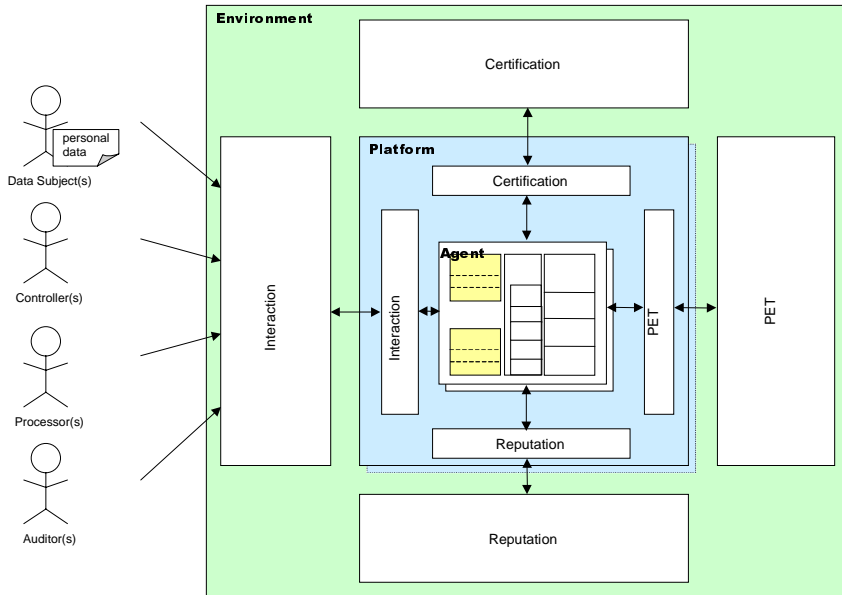 Environment
Certification
personal
data
Data Subject(s)
Platform
Certification
Controller(s)
Interaction
Interaction
Agent
PET
PET
Processor(s)
Reputation
Auditor(s)
Reputation